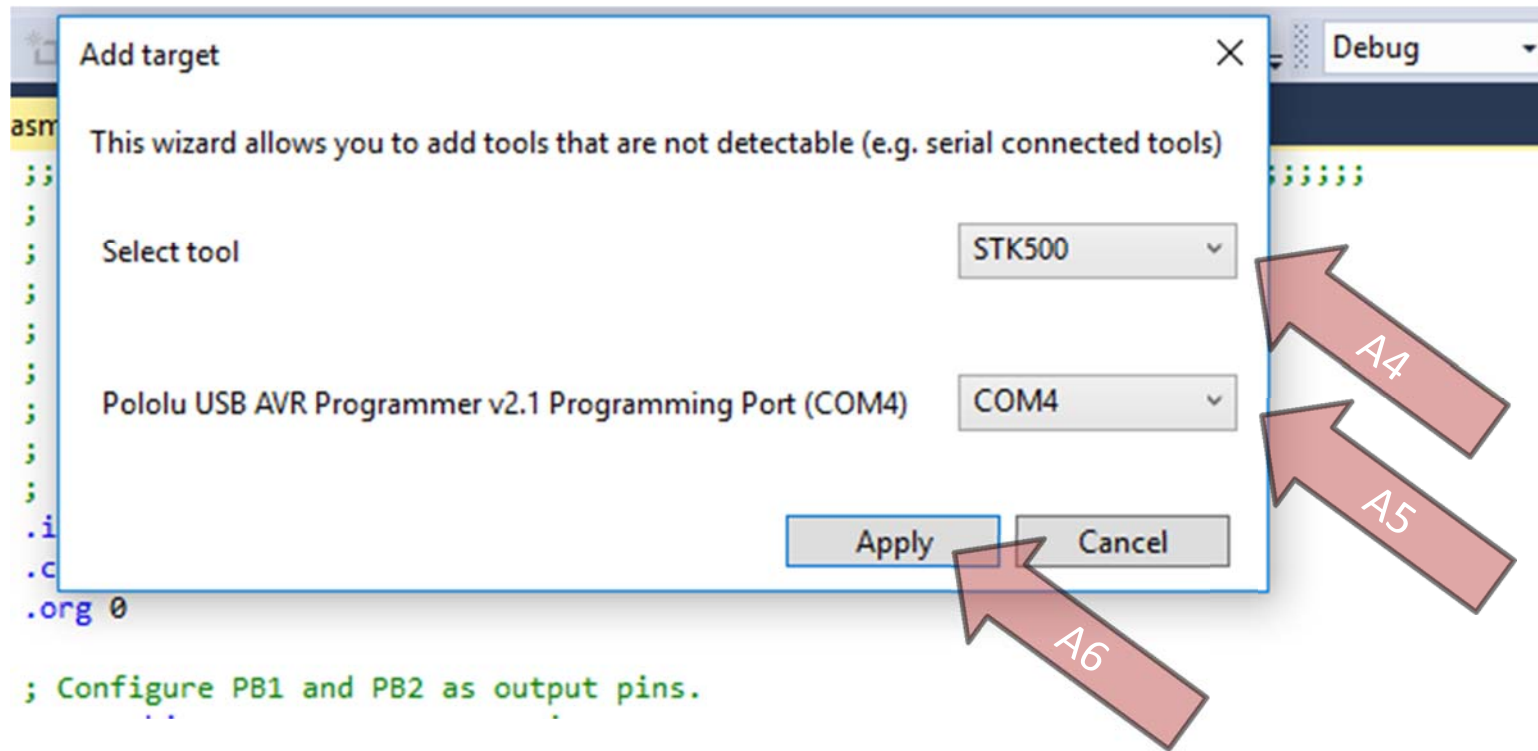 Add target
Debug
asm
This wizard allows you to add tools that are not detectable (e.g. serial connected tools)
;; ;;;;;;
;
; Select tool STK500
;
; A4
;
; Pololu USB AVR Programmer v2.1 Programming Port (COM4) COM4
;
; A5
.i Apply Cancel
.c
.org 0
A6
; Configure PB1 and PB2 as output pins.